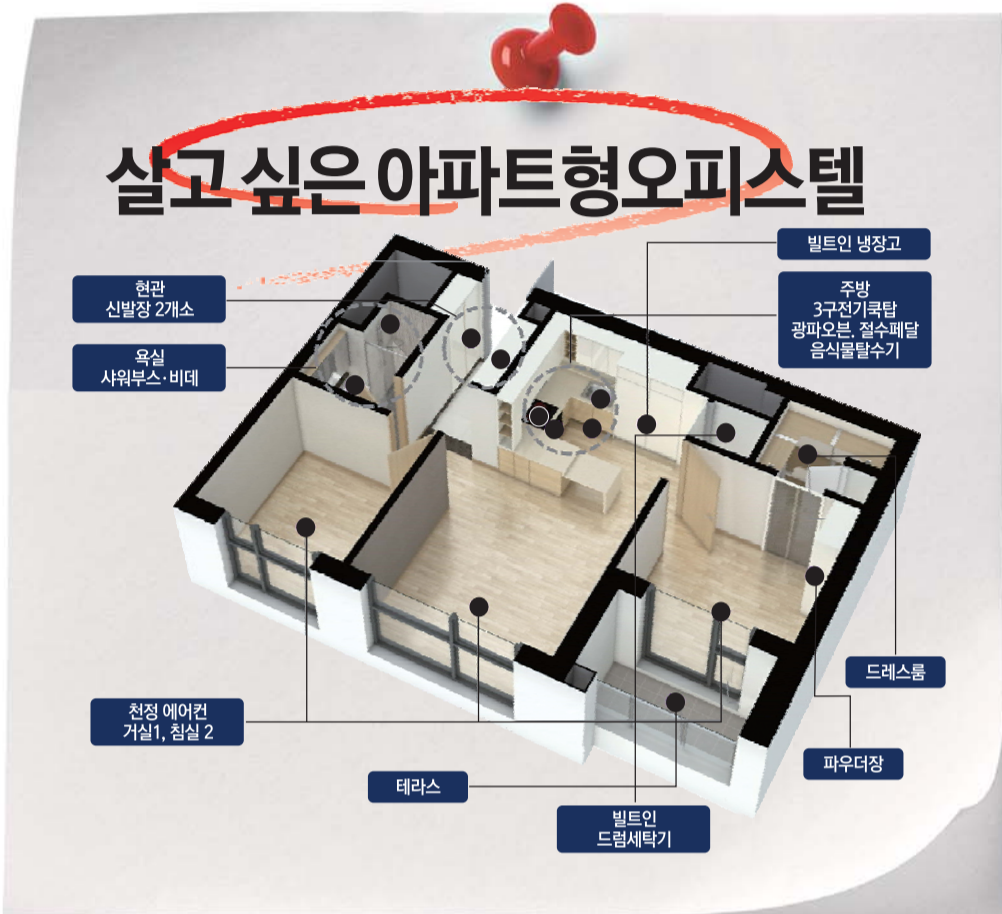 살고 싶은 아파트형오피스텔
빌트인 냉장고
현관
신발장 2개소
주방
3구전기쿡탑
광파오븐, 절수페달
음식물탈수기
욕실
샤워부스·비데
드레스룸
천정 에어컨
거실1, 침실 2
파우더장
테라스
빌트인
드럼세탁기